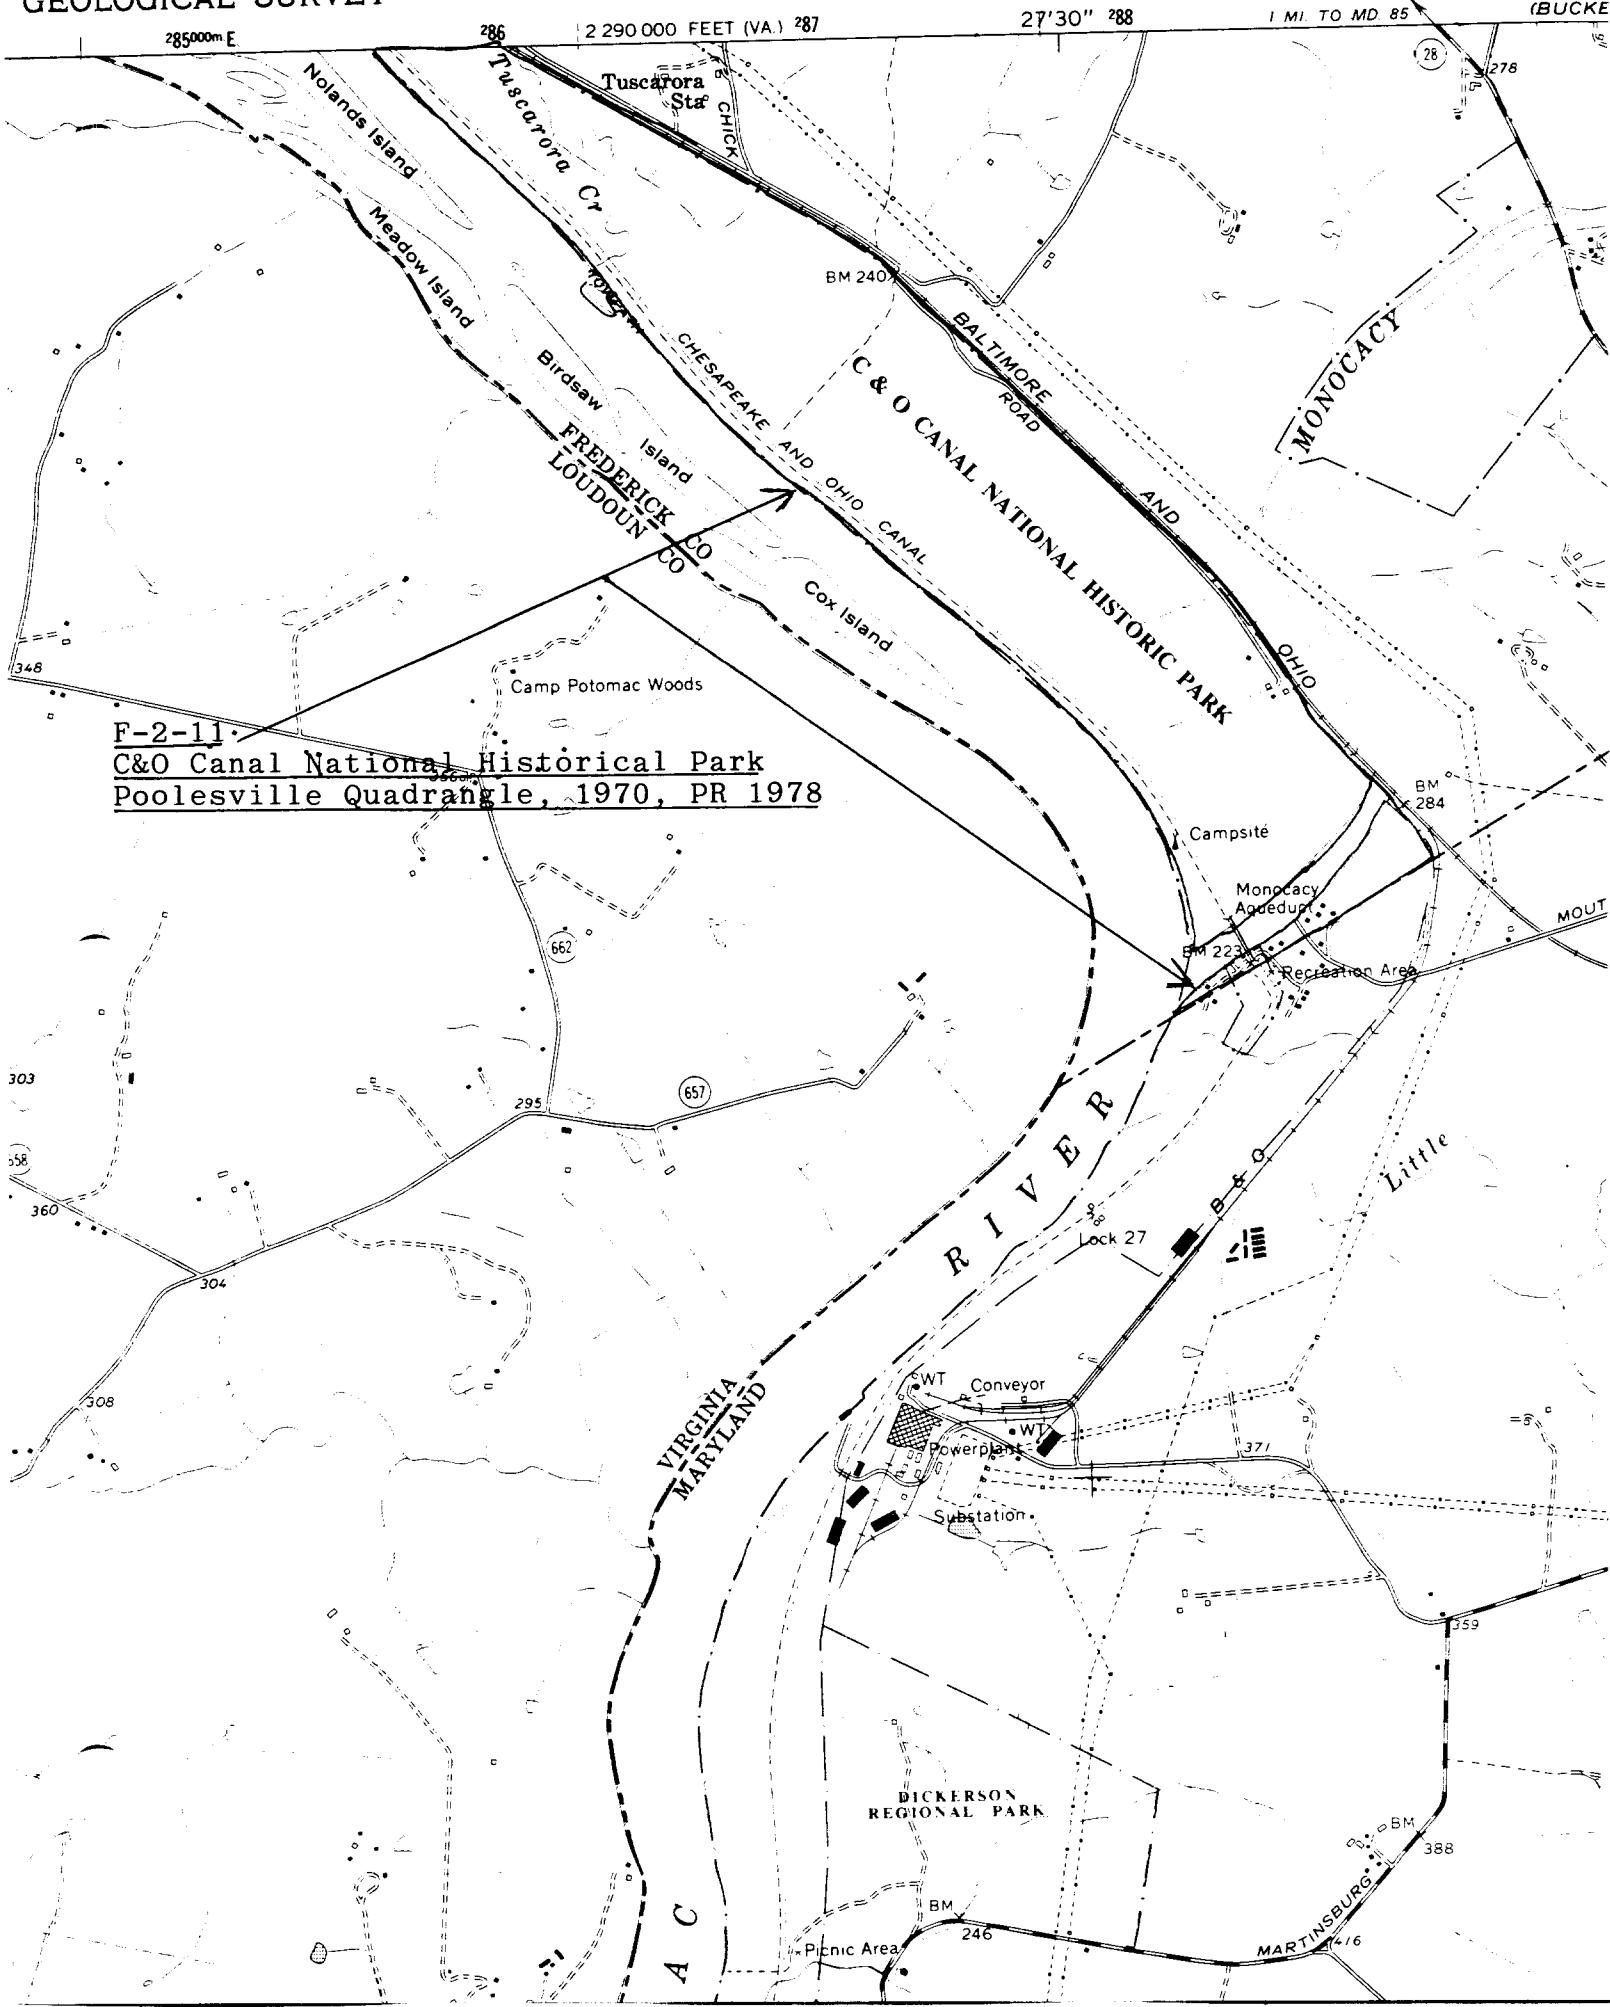 GEOLOGICAL SURVEY
285000m E
286
2 290 000 FEET (VA.)
287
27'30"
288
1 MI. TO MD. 85
(BUCKE
28
278
Tuscarora
Sta
CHICK
Nolands Island
Tuscarora Cr
Meadow Island
BM 240
TOWPATH
CHESAPEAKE AND OHIO CANAL
BALTIMORE AND OHIO
ROAD
C & O CANAL NATIONAL HISTORIC PARK
MONOCACY
Birdsaw Island
FREDERICK CO
LOUDOUN CO
Cox Island
348
Camp Potomac Woods
F-2-11
C&O Canal National Historical Park
Poolesville Quadrangle, 1970, PR 1978
BM
284
Campsite
Monocacy
Aqueduct
MOUT
662
BM 223
Recreation Area
303
657
295
RIVER
Little
B & O
658
360
Lock 27
304
WT
Conveyor
308
VIRGINIA
MARYLAND
WT
Powerplant
371
Substation
359
DICKERSON
REGIONAL PARK
BM
388
BM
246
MARTINSBURG
416
Picnic Area
A C